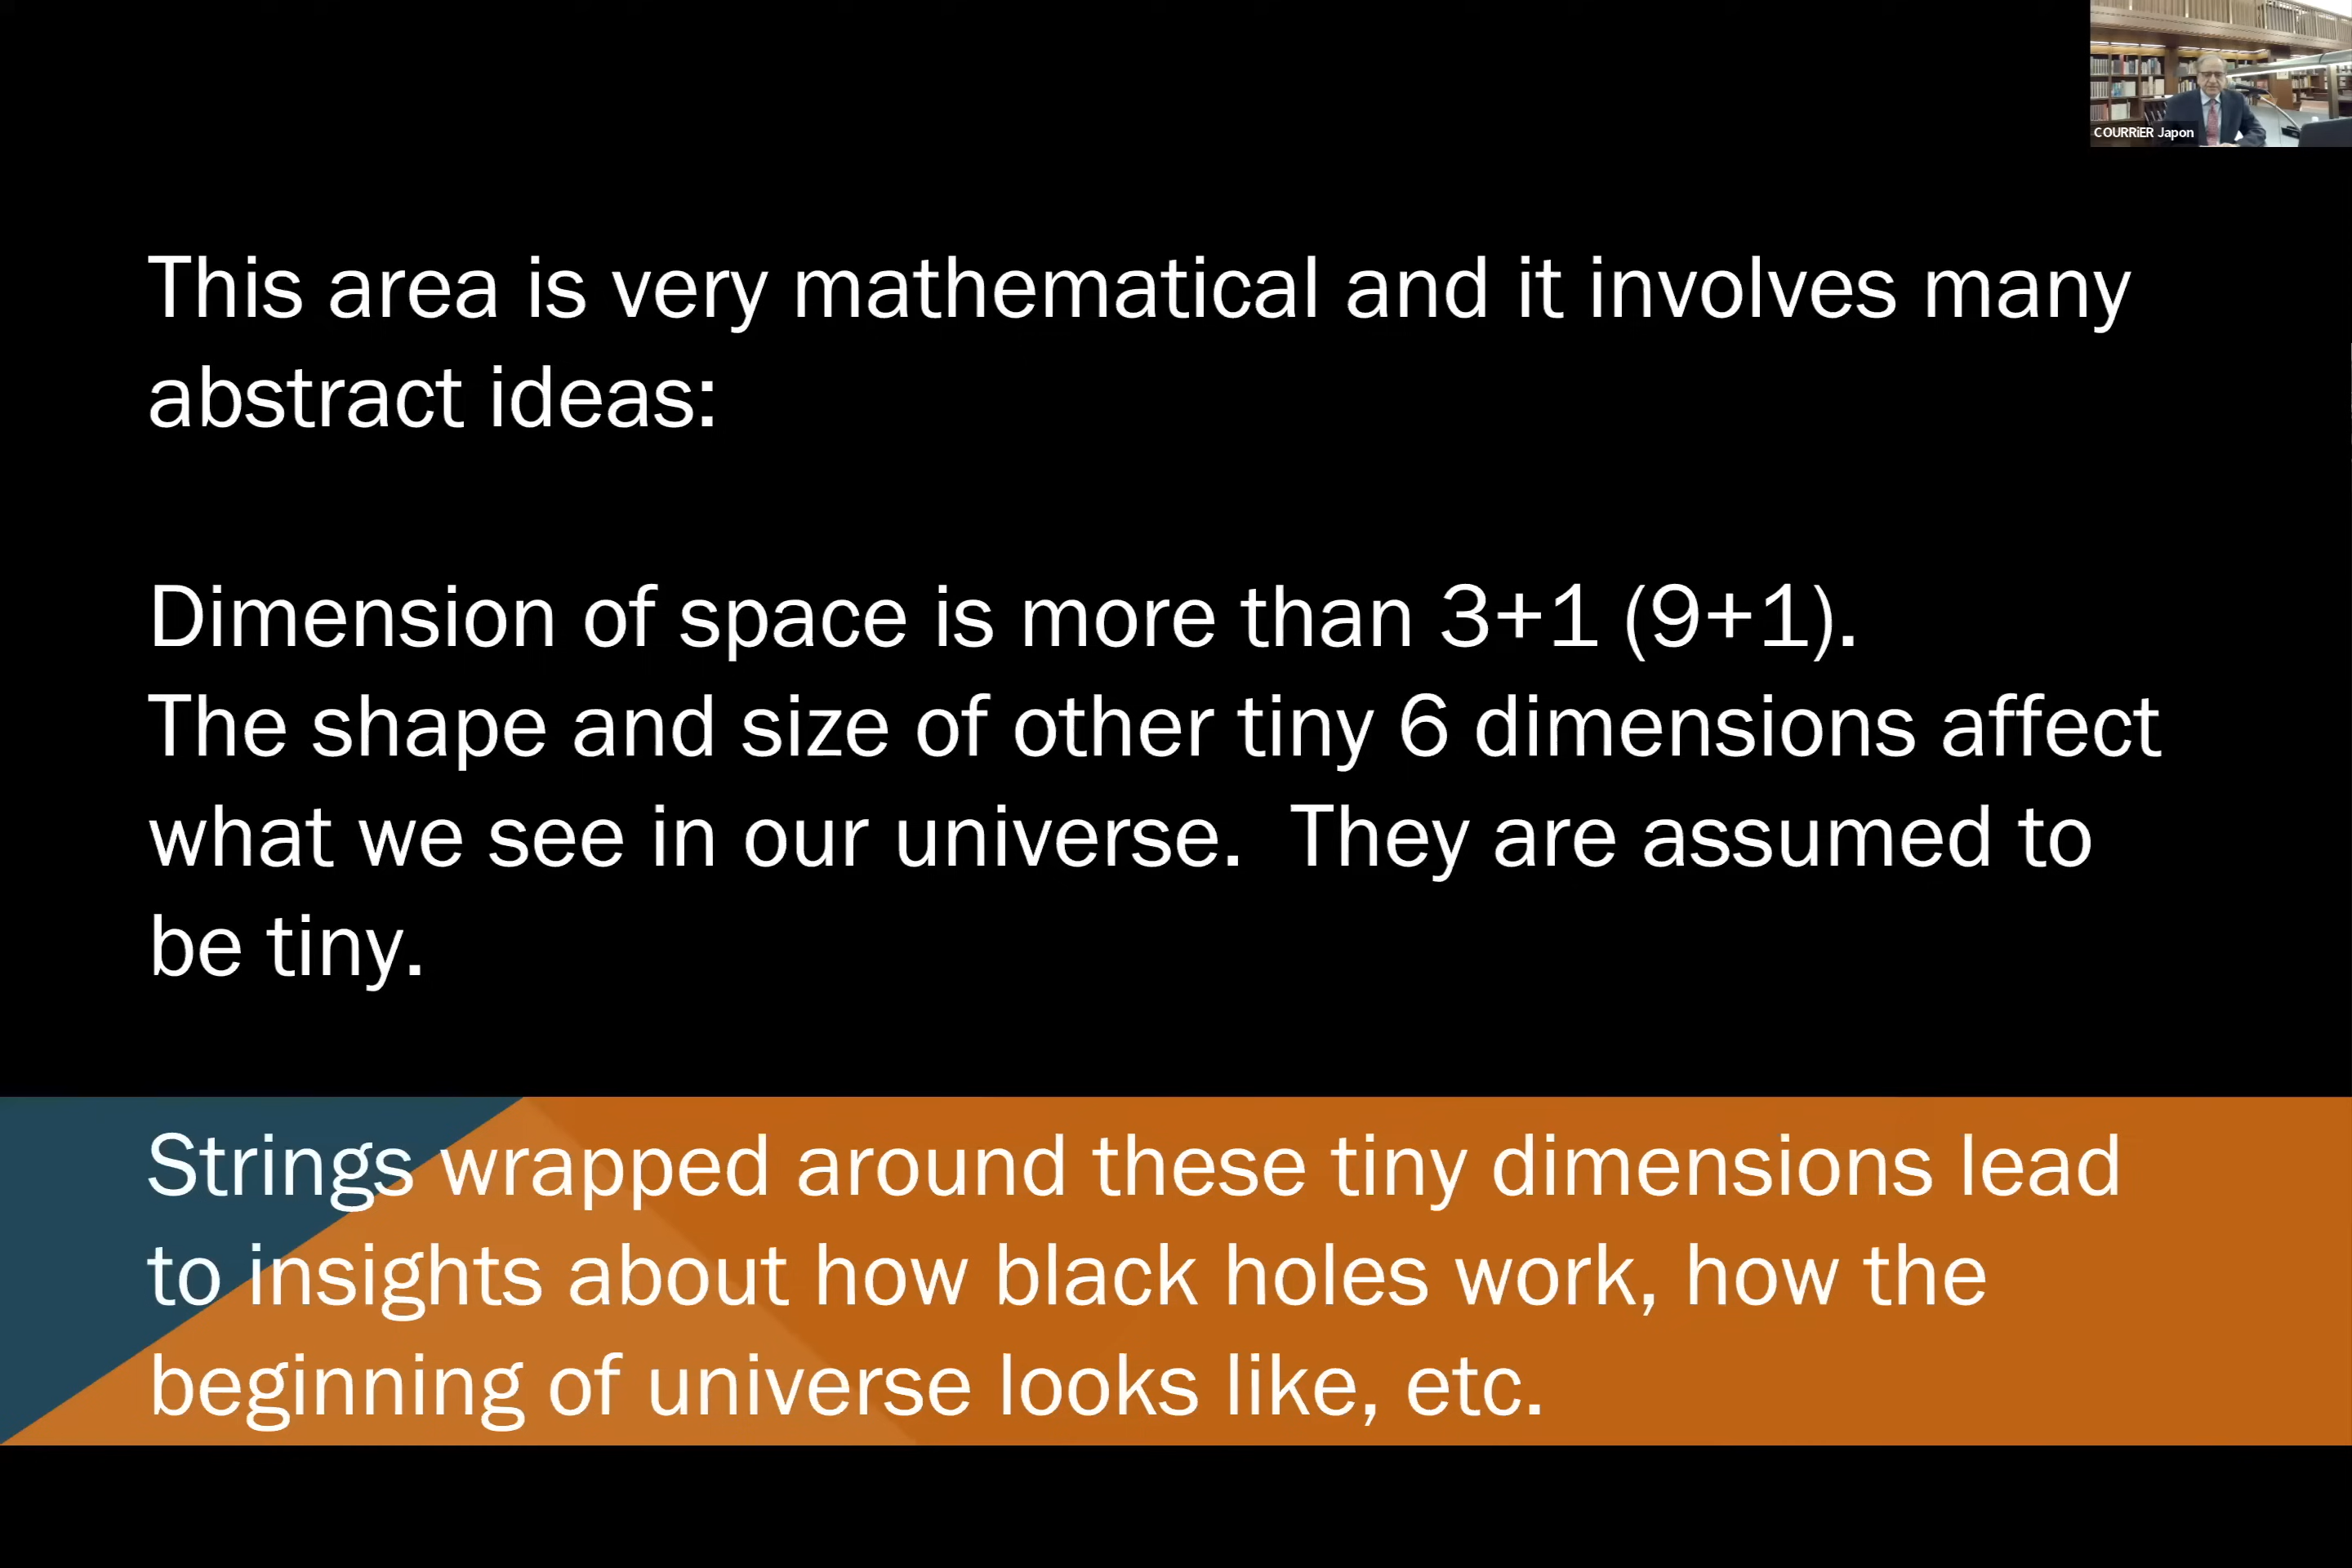 COURRiER Japon
This area is very mathematical and it involves many
abstract ideas:
Dimension of space is more than 3+1 (9+1).
The shape and size of other tiny 6 dimensions affect
what we see in our universe.  They are assumed to
be tiny.
Strings wrapped around these tiny dimensions lead
to insights about how black holes work, how the
beginning of universe looks like, etc.